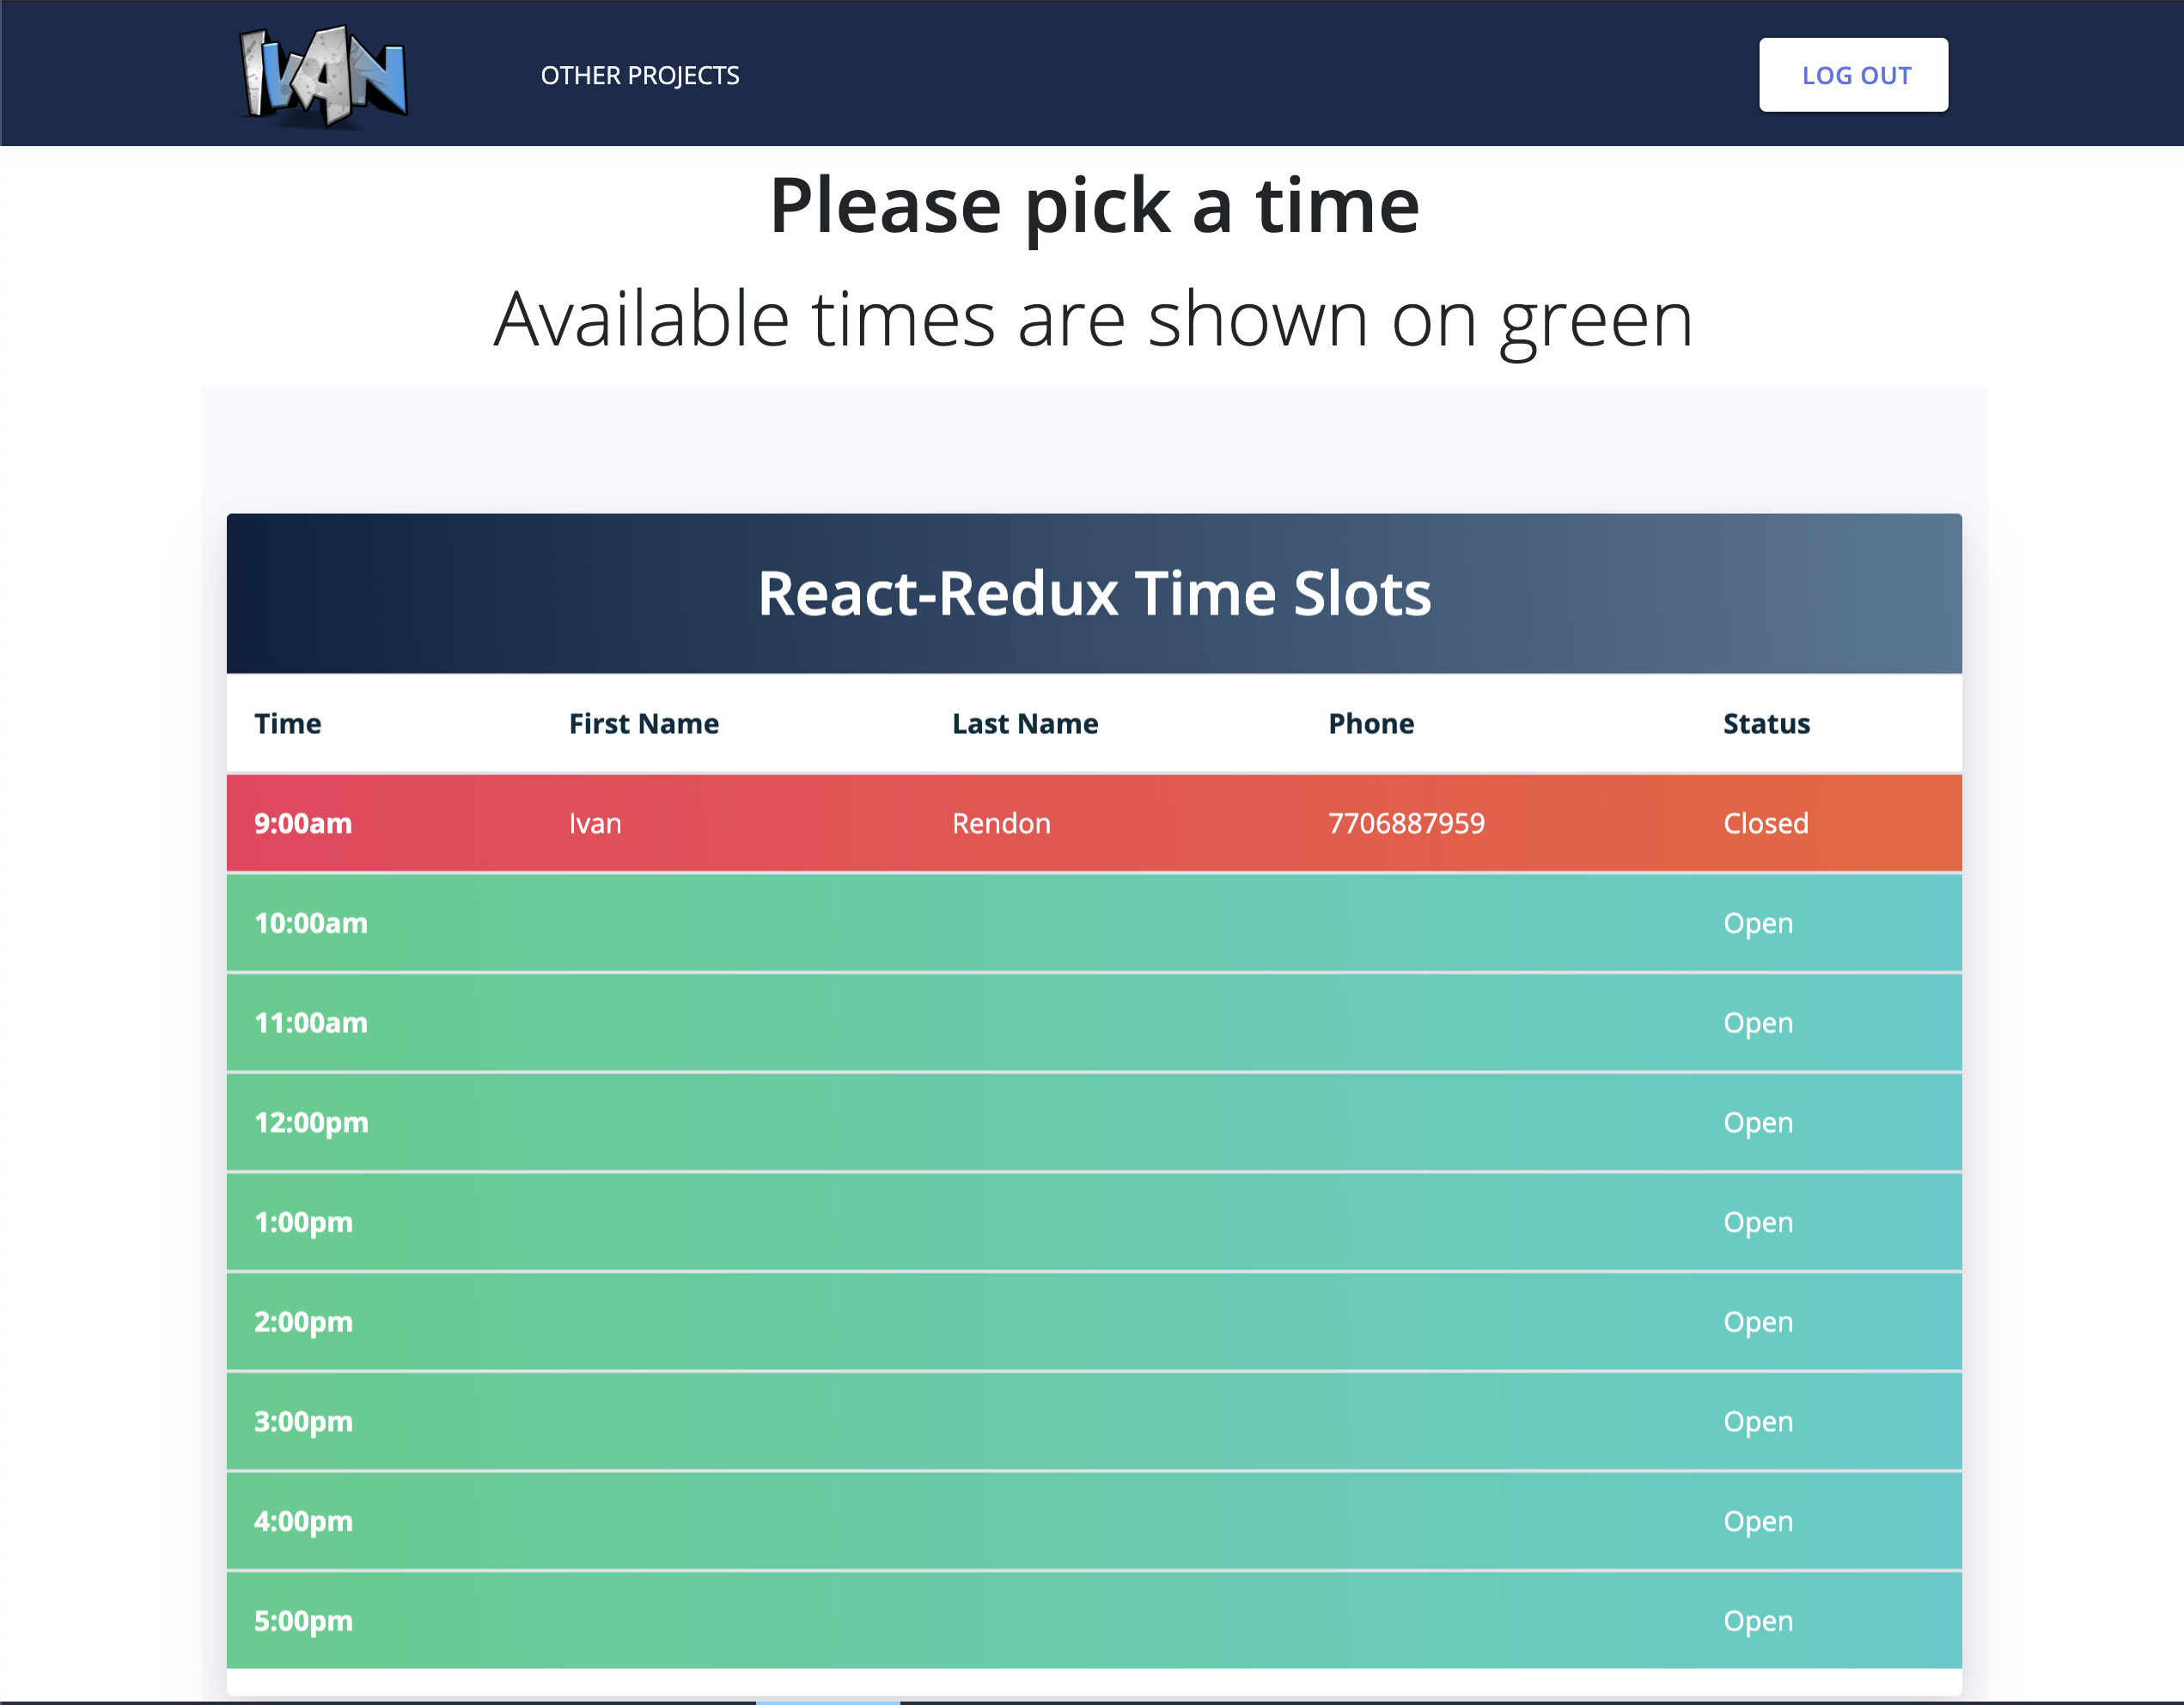 IVAN
OTHER PROJECTS
LOG OUT
Please pick a time
Available times are shown on green
React-Redux Time Slots
Time First Name Last Name Phone Status
9:00am Ivan Rendon 7706887959 Closed
10:00am Open
11:00am Open
12:00pm Open
1:00pm Open
2:00pm Open
3:00pm Open
4:00pm Open
5:00pm Open